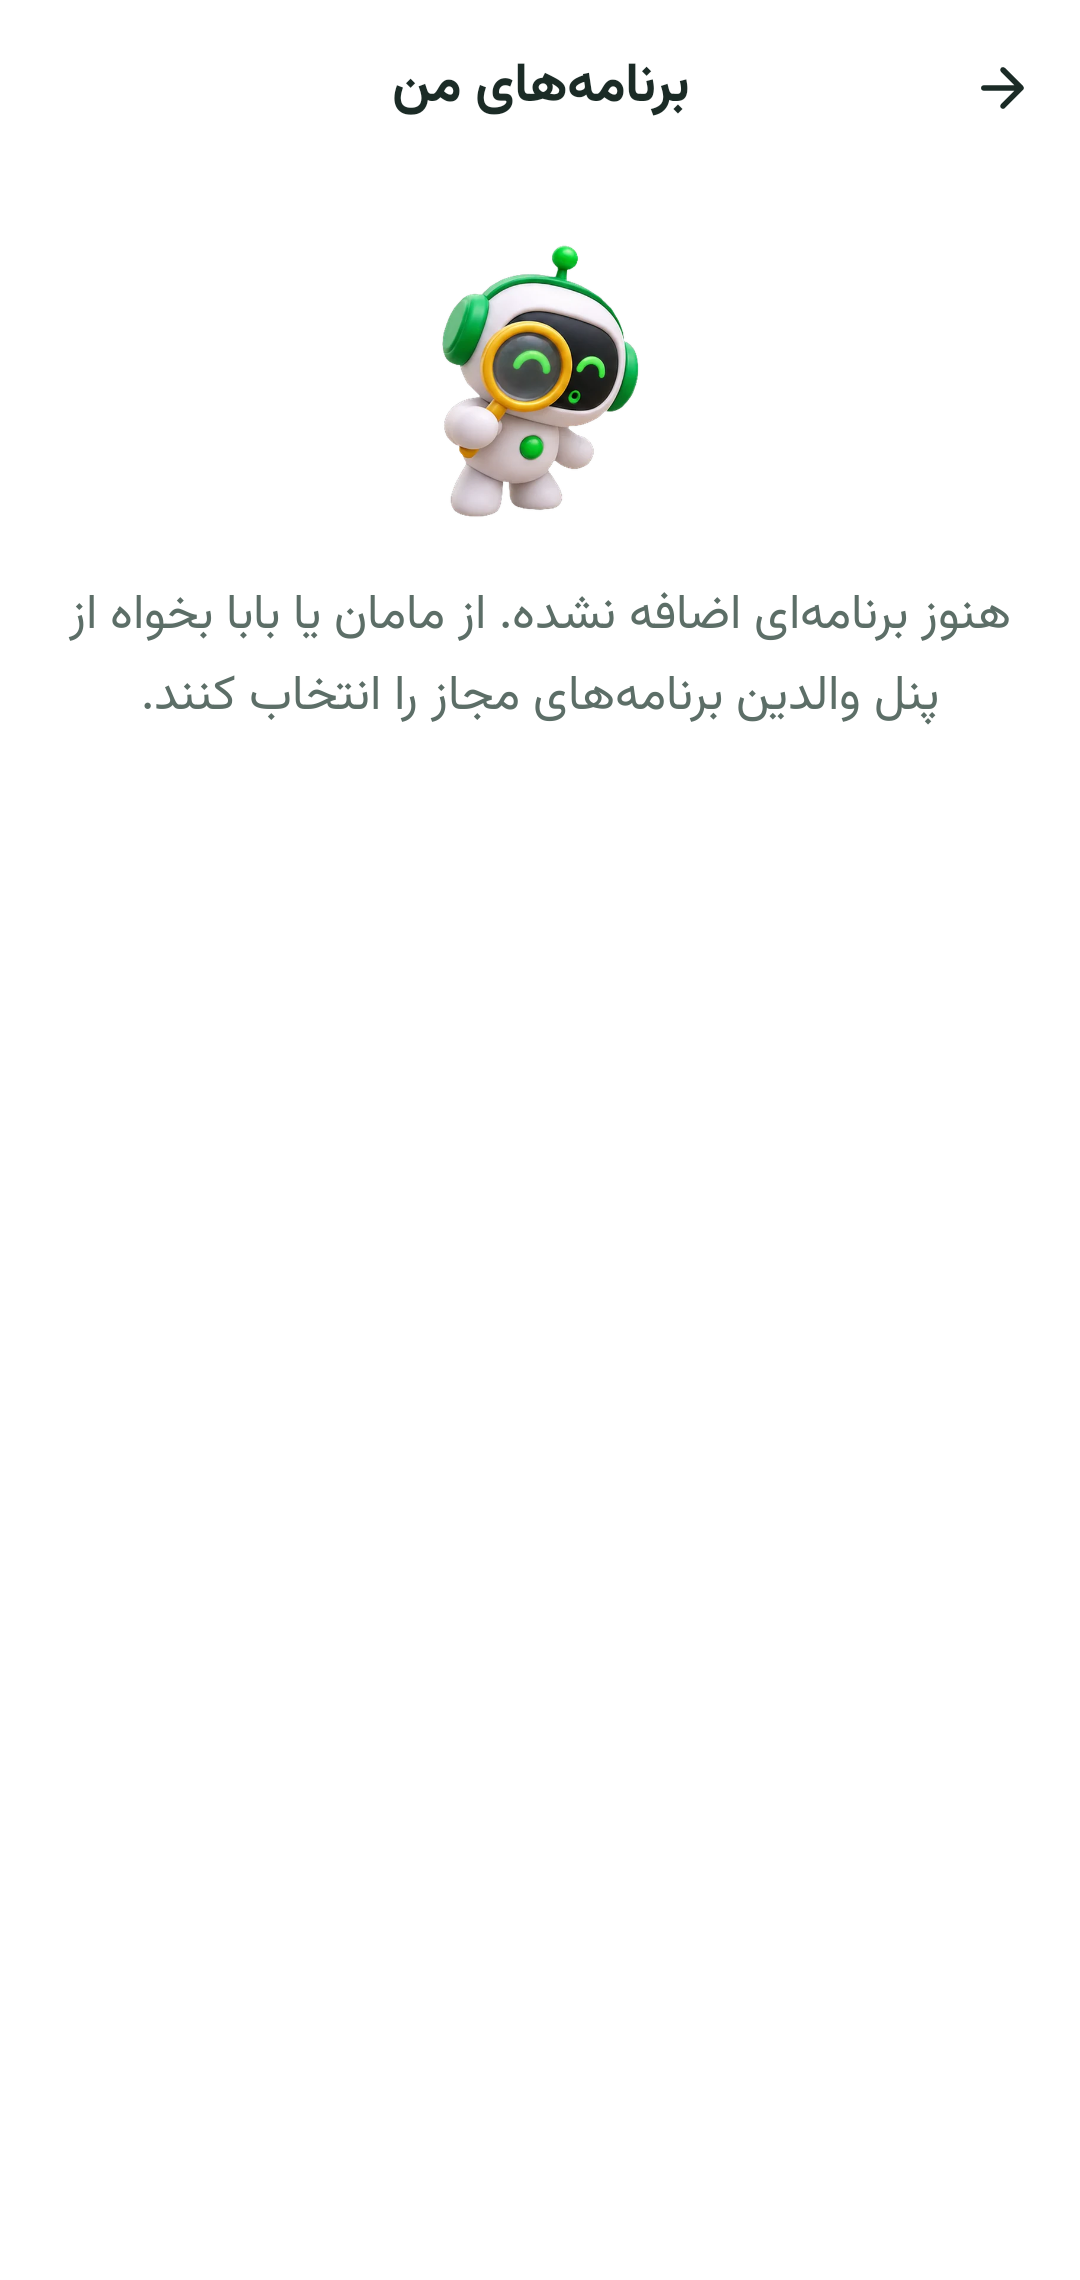 برنامه‌های من
هنوز برنامه‌ای اضافه نشده. از مامان یا بابا بخواه از
پنل والدین برنامه‌های مجاز را انتخاب کنند.